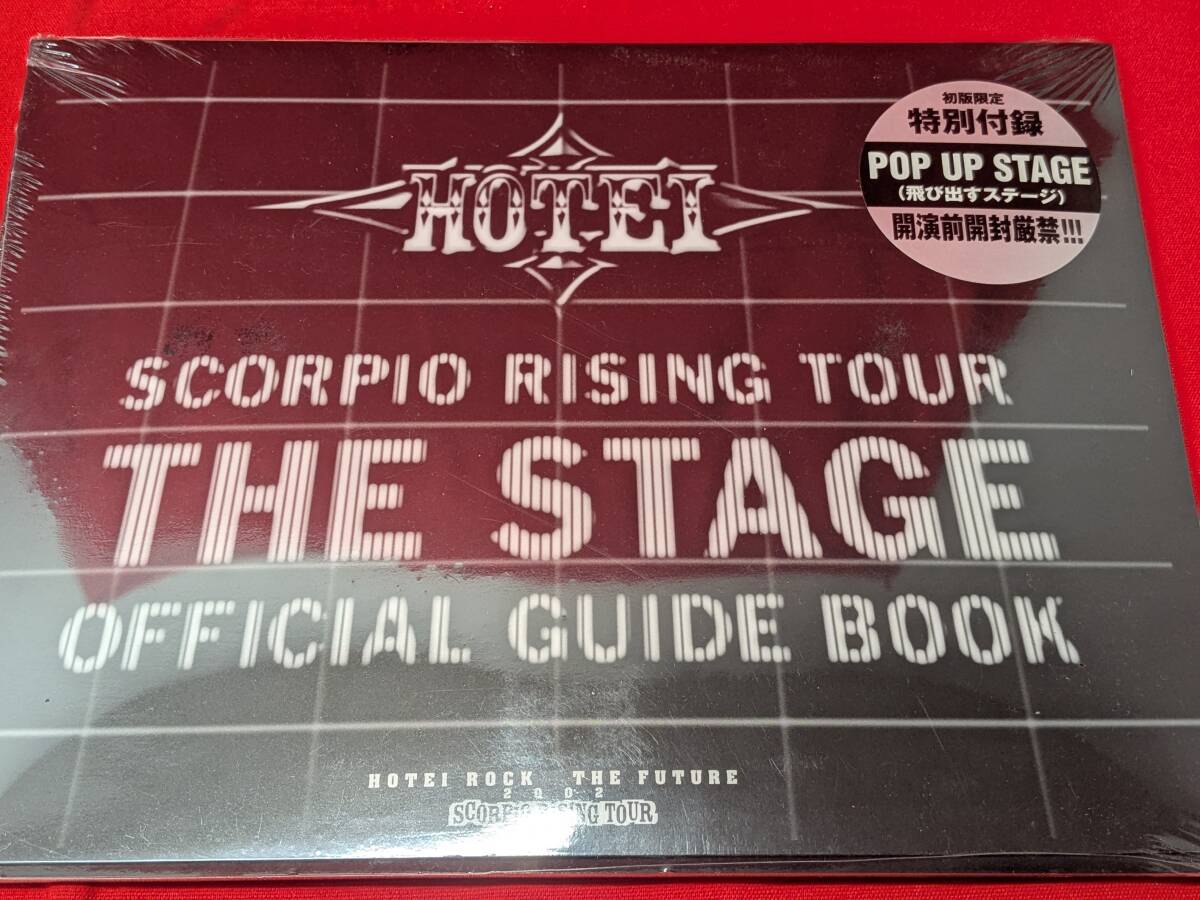 初版限定
特別付録
POP UP STAGE
(飛び出すステージ)
開演前開封厳禁!!!
HOTEI
SCORPIO RISING TOUR
THE STAGE
OFFICIAL GUIDE BOOK
HOTEI ROCK THE FUTURE
2002
SCORPIO RISING TOUR